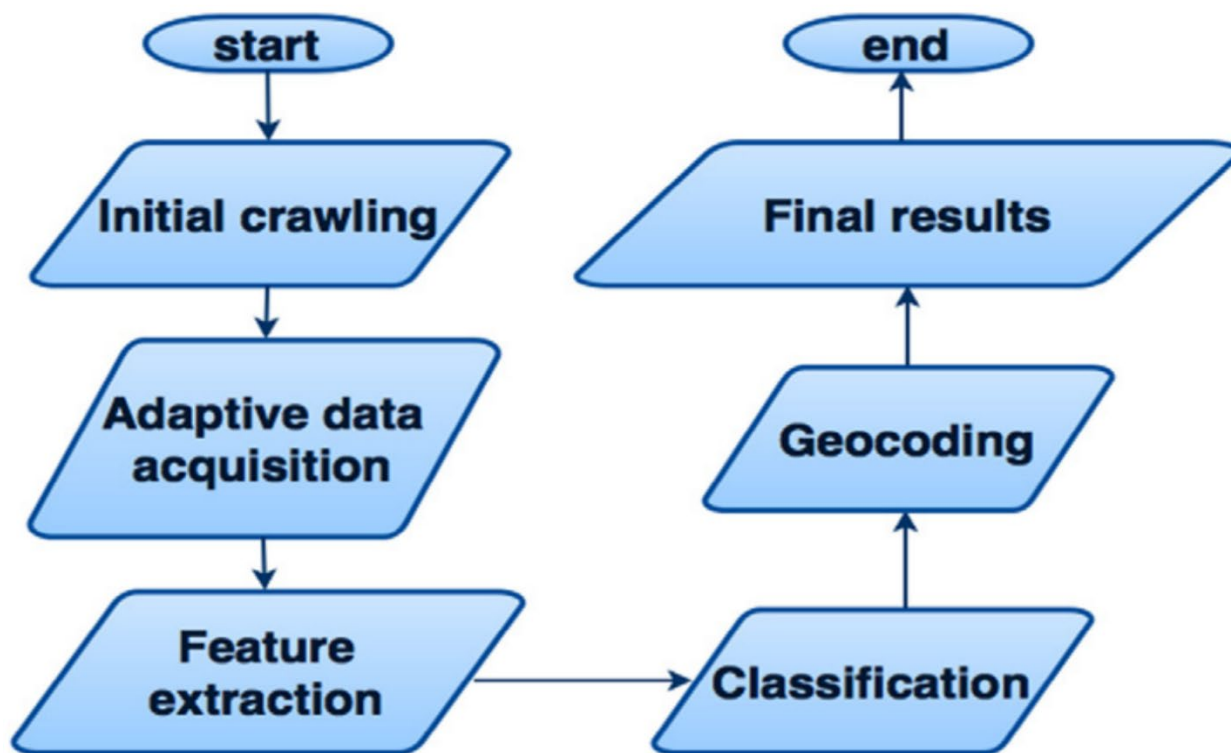 start
Initial crawling
Adaptive data
acquisition
Feature
extraction
Classification
Geocoding
Final results
end